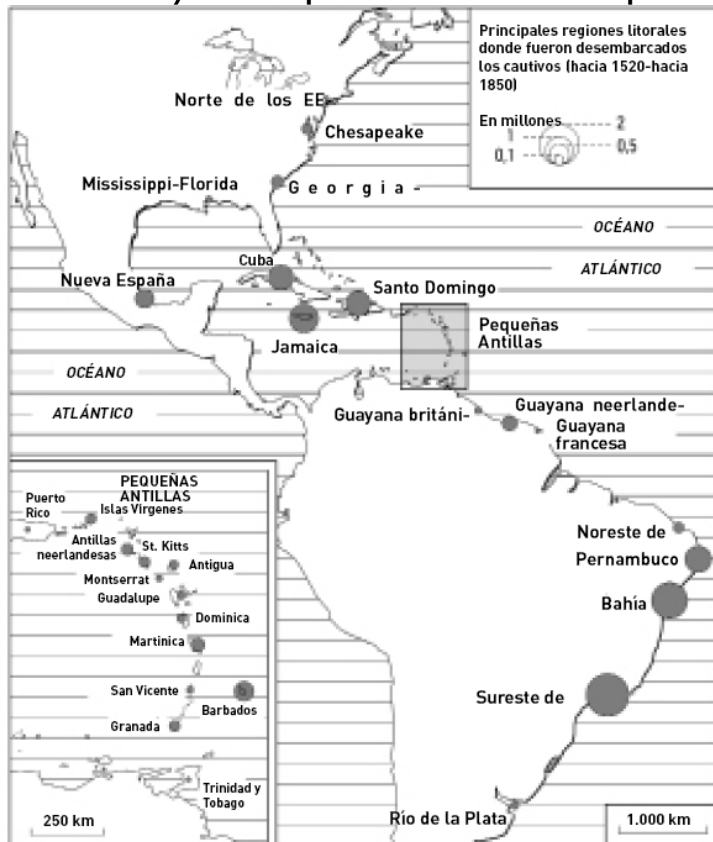 Principales regiones litorales
donde fueron desembarcados
los cautivos (hacia 1520-hacia
1850)
En millones
2
1
0,5
0,1
Norte de los EE
Chesapeake
Mississippi-Florida
Georgia-
OCÉANO
ATLÁNTICO
Cuba
Nueva España
Santo Domingo
Jamaica
Pequeñas
Antillas
OCÉANO
ATLÁNTICO
Guayana británi-
Guayana neerlande-
Guayana
francesa
PEQUEÑAS
ANTILLAS
Puerto
Rico
Islas Vírgenes
Antillas
neerlandesas
St. Kitts
Antigua
Montserrat
Guadalupe
Dominica
Martinica
San Vicente
Barbados
Granada
Trinidad y
Tobago
250 km
Noreste de
Pernambuco
Bahía
Sureste de
Río de la Plata
1.000 km